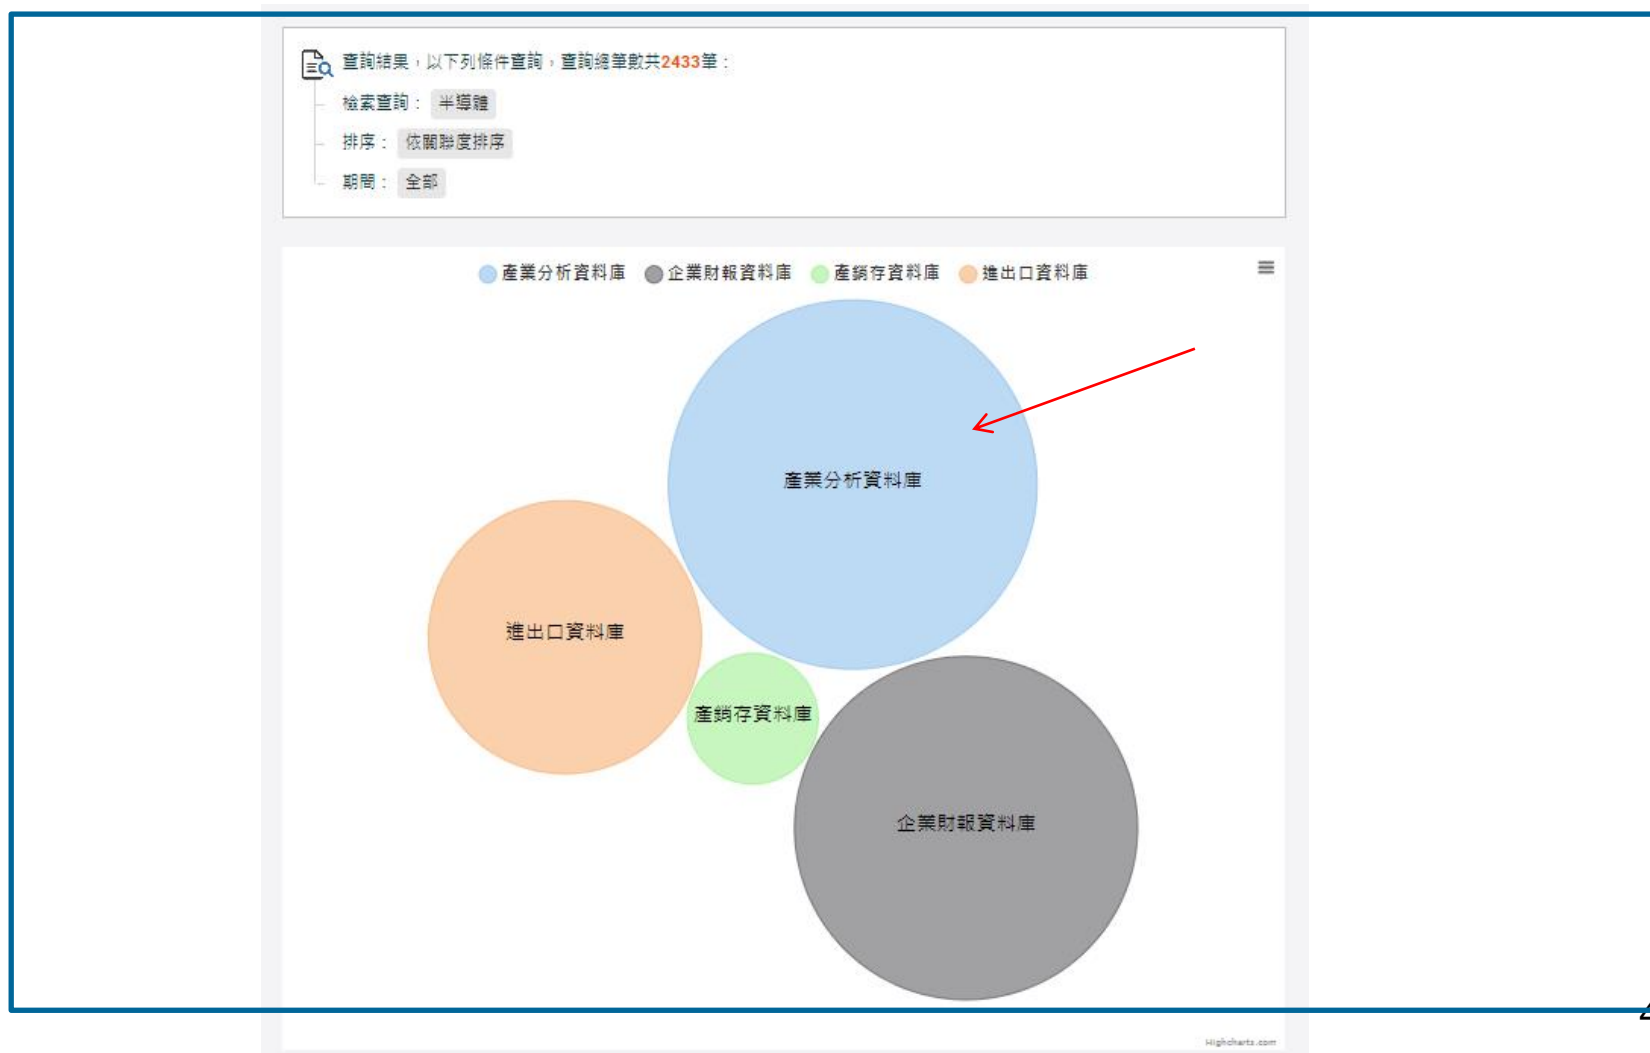 查詢結果，以下列條件查詢，查詢總筆數共2433筆：
檢索查詢： 半導體
排序： 依關聯度排序
期間： 全部
產業分析資料庫 企業財報資料庫 產銷存資料庫 進出口資料庫
產業分析資料庫
進出口資料庫
產銷存資料庫
企業財報資料庫
Highcharts.com